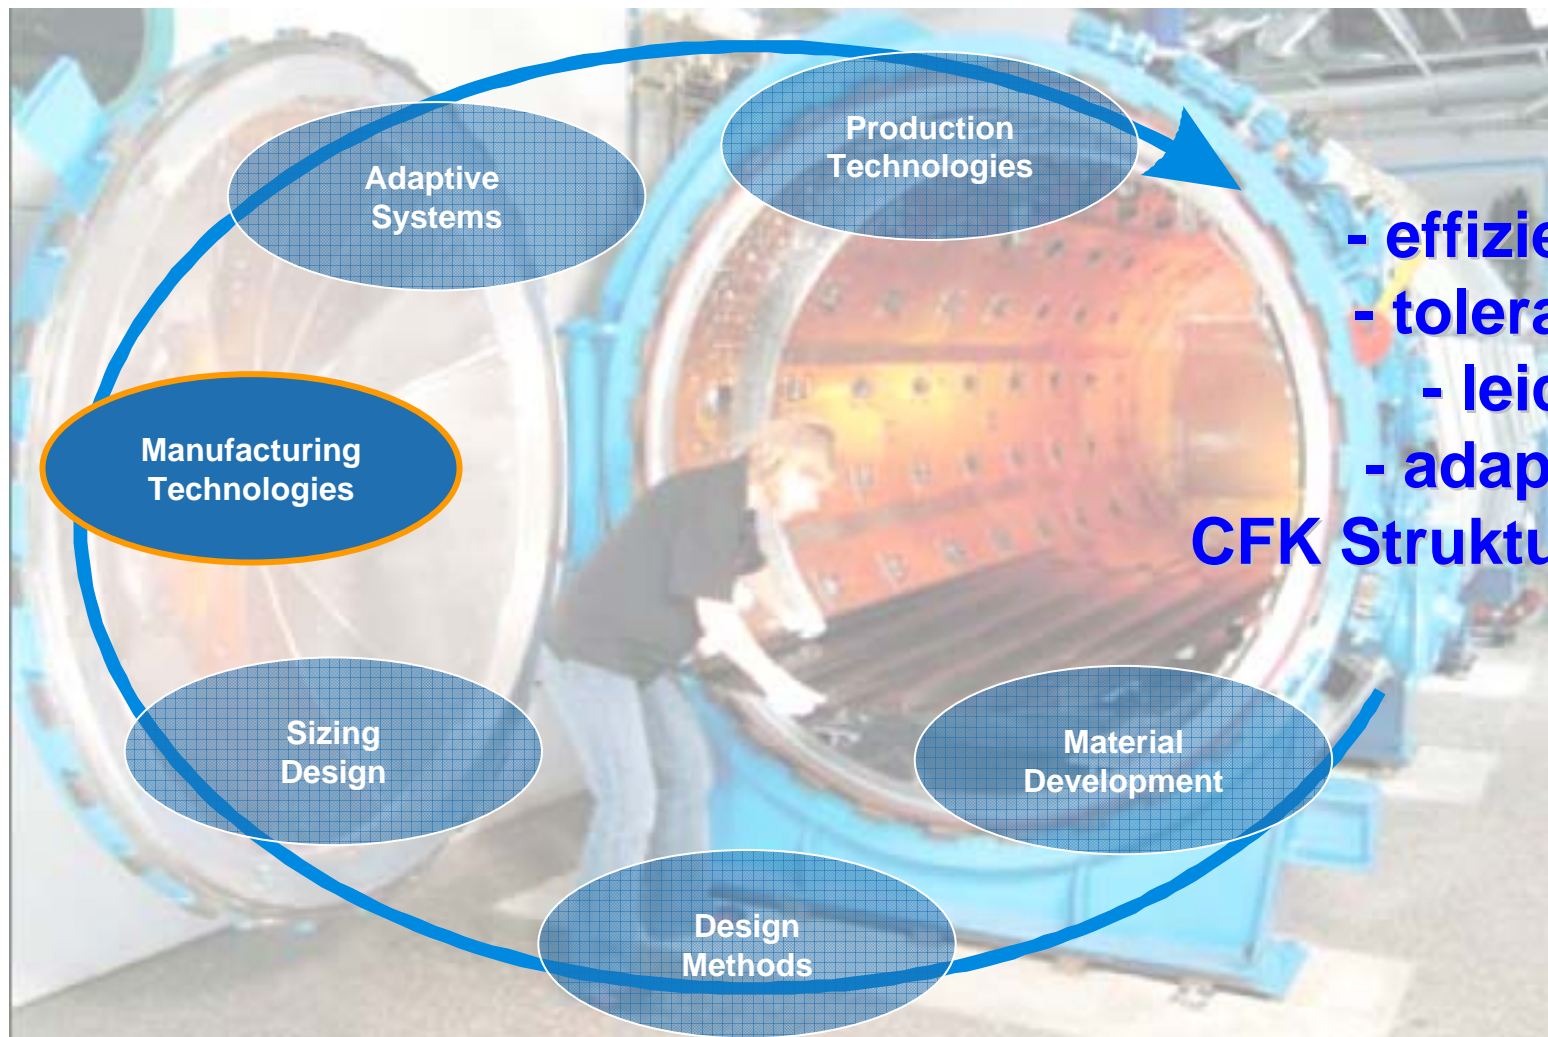 Production
Technologies
Adaptive
Systems
- effizie
- tolera
- leic
- adap
CFK Struktu
Manufacturing
Technologies
Sizing
Design
Material
Development
Design
Methods